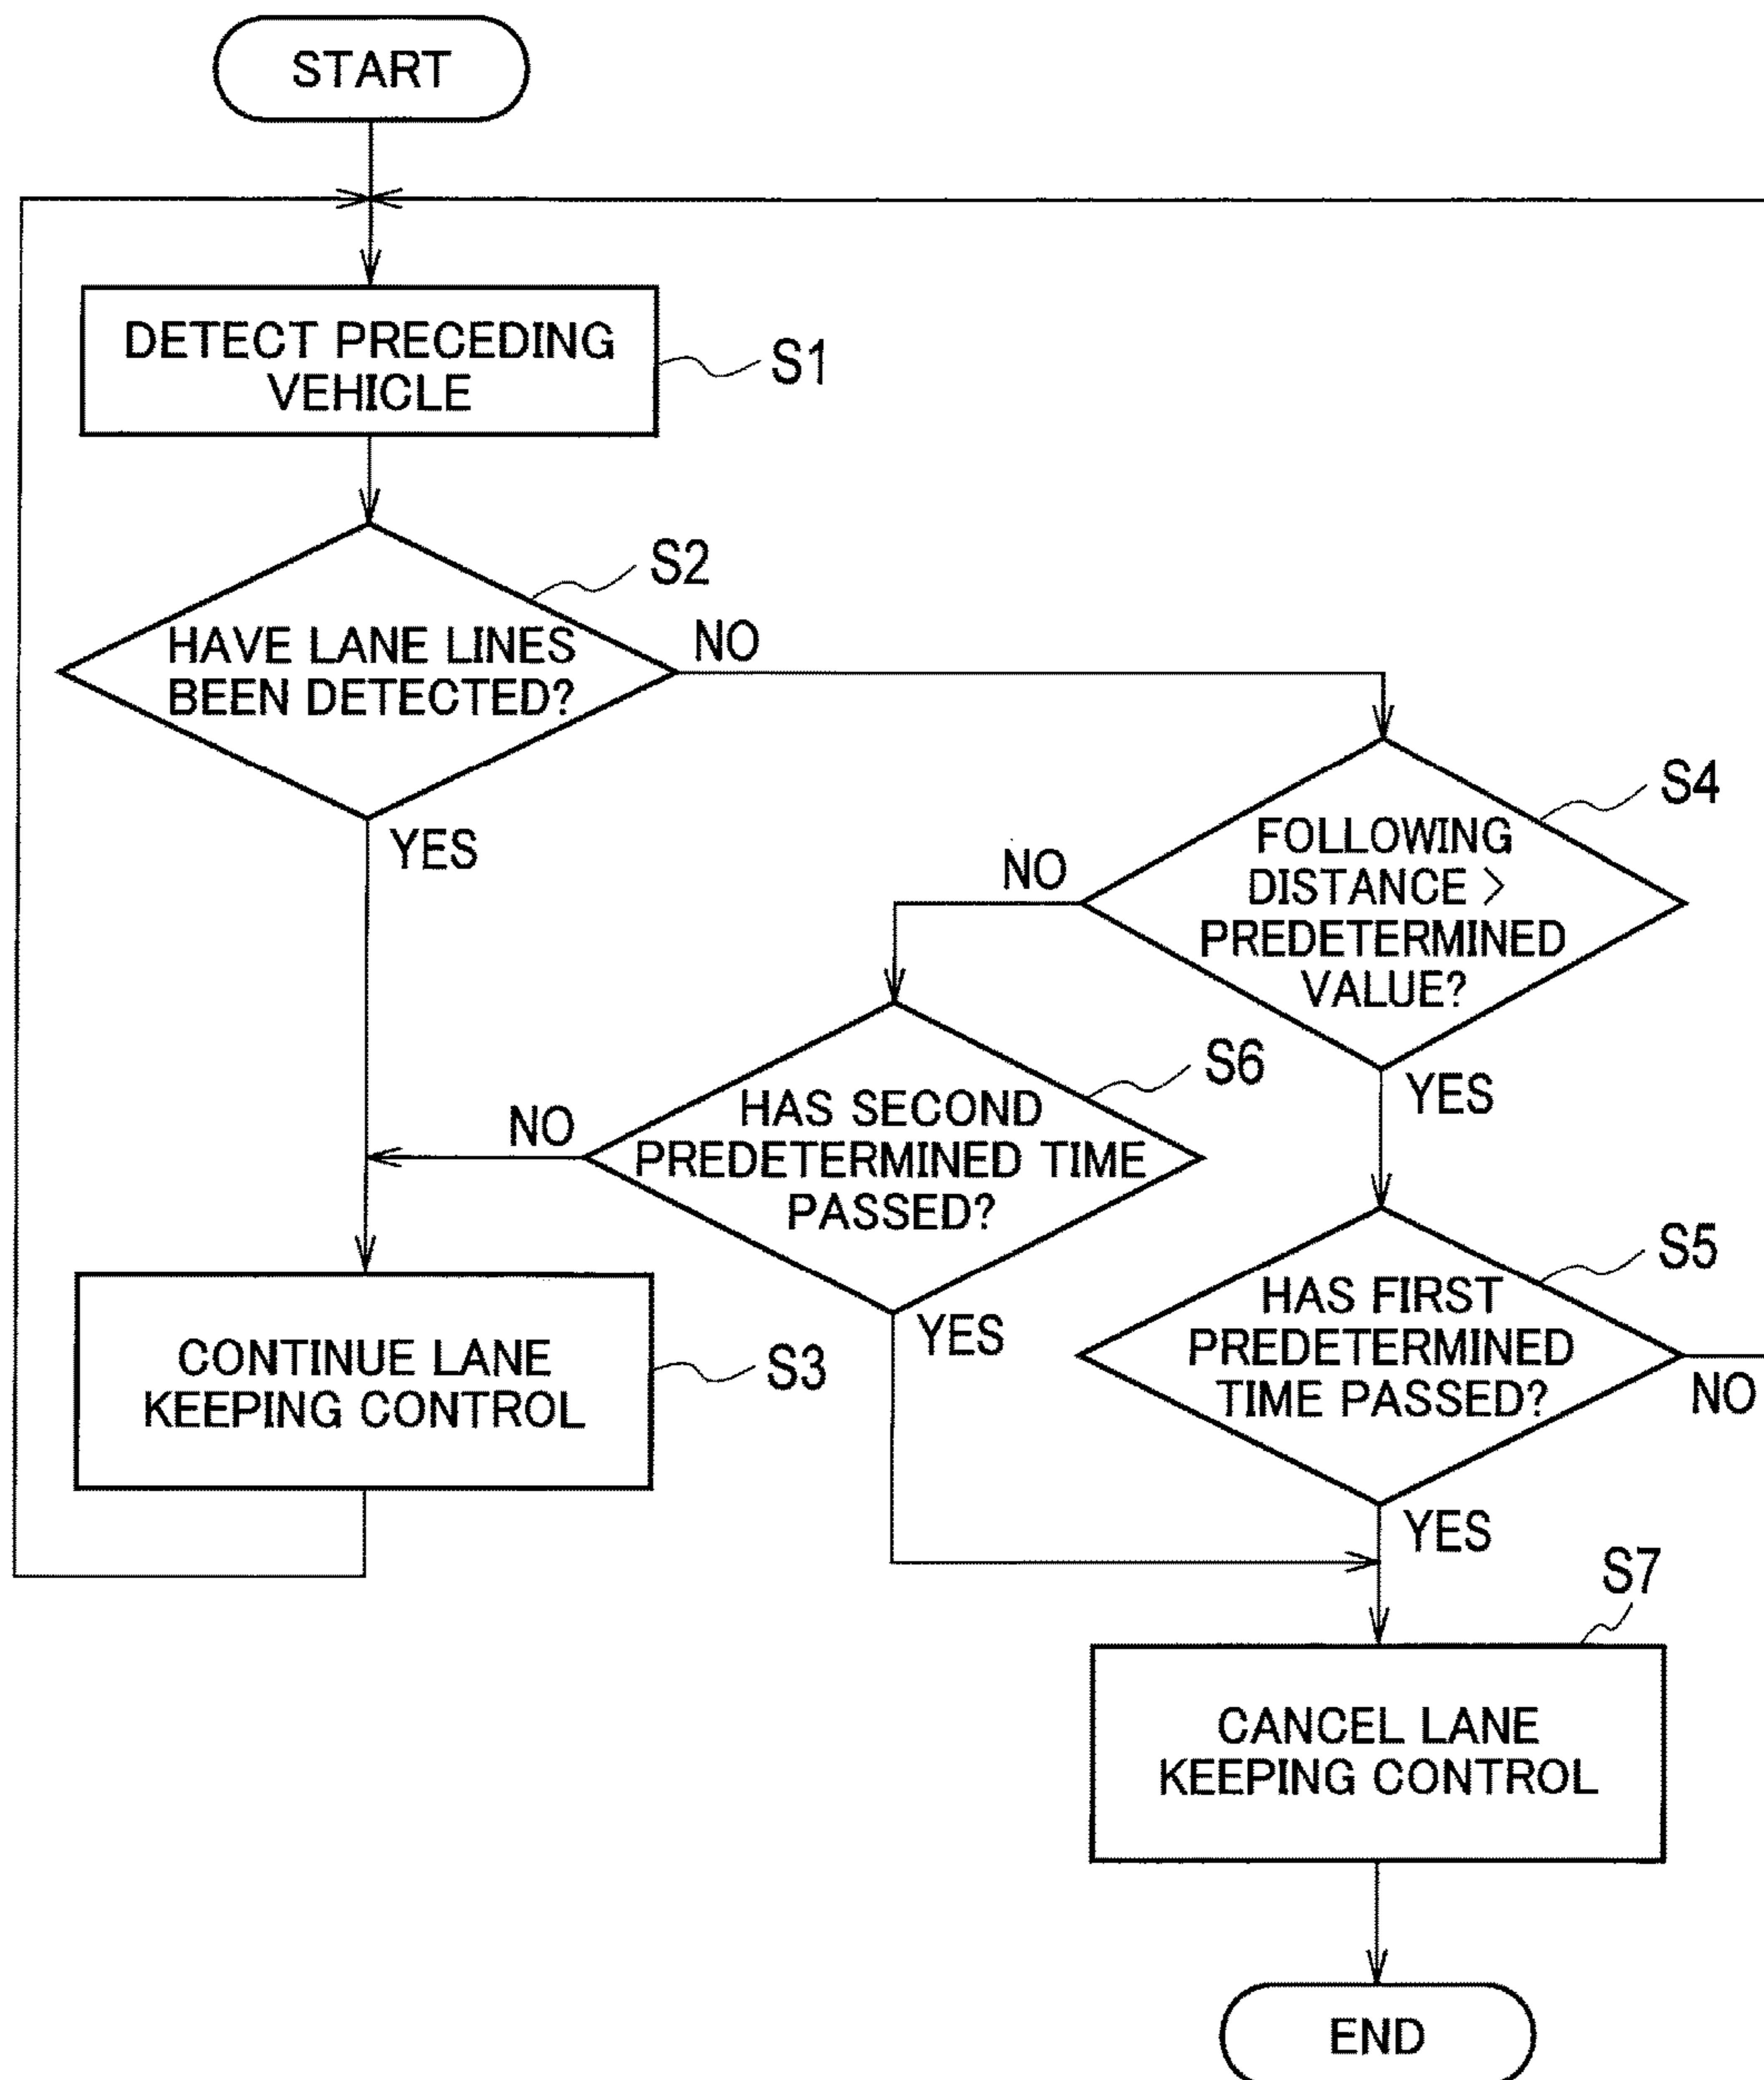 START
DETECT PRECEDING
VEHICLE
S1
S2
HAVE LANE LINES
BEEN DETECTED?
NO
YES
S4
FOLLOWING
DISTANCE >
PREDETERMINED
VALUE?
NO
YES
S6
HAS SECOND
PREDETERMINED TIME
PASSED?
NO
YES
S5
HAS FIRST
PREDETERMINED
TIME PASSED?
NO
YES
CONTINUE LANE
KEEPING CONTROL
S3
S7
CANCEL LANE
KEEPING CONTROL
END